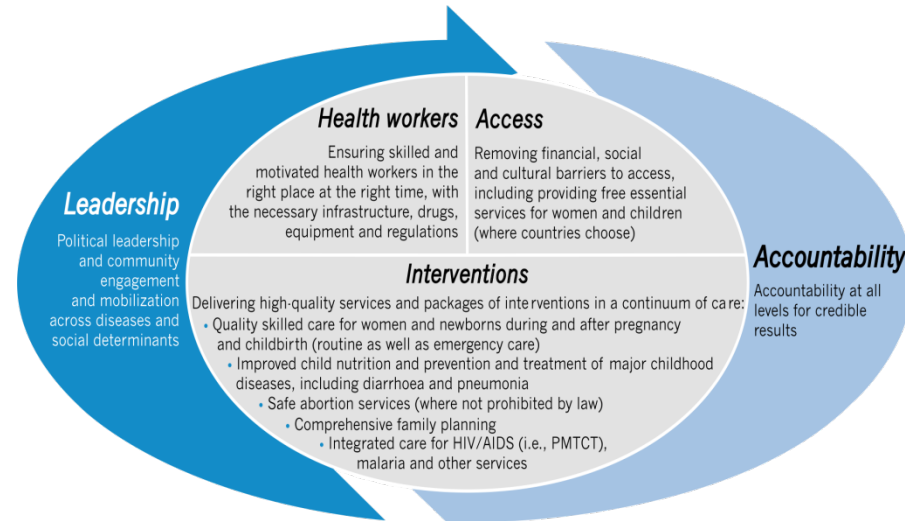 Leadership
Political leadership
and community
engagement
and mobilization
across diseases and
social determinants
Health workers
Ensuring skilled and
motivated health workers in the
right place at the right time, with
the necessary infrastructure, drugs,
equipment and regulations
Access
Removing financial, social
and cultural barriers to access,
including providing free essential
services for women and children
(where countries choose)
Interventions
Delivering high-quality services and packages of interventions in a continuum of care:
• Quality skilled care for women and newborns during and after pregnancy
and childbirth (routine as well as emergency care)
• Improved child nutrition and prevention and treatment of major childhood
diseases, including diarrhoea and pneumonia
• Safe abortion services (where not prohibited by law)
• Comprehensive family planning
• Integrated care for HIV/AIDS (i.e., PMTCT),
malaria and other services
Accountability
Accountability at all
levels for credible
results